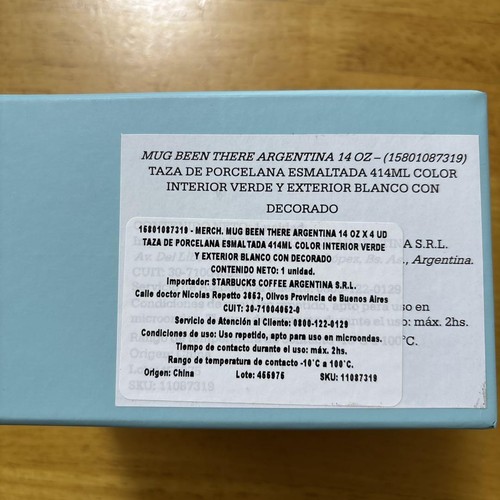 MUG BEEN THERE ARGENTINA 14 OZ – (15801087319)
TAZA DE PORCELANA ESMALTADA 414ML COLOR
INTERIOR VERDE Y EXTERIOR BLANCO CON
DECORADO
15801087319 - MERCH. MUG BEEN THERE ARGENTINA 14 OZ X 4 UD
TAZA DE PORCELANA ESMALTADA 414ML COLOR INTERIOR VERDE
Y EXTERIOR BLANCO CON DECORADO
CONTENIDO NETO: 1 unidad.
Importador: STARBUCKS COFFEE ARGENTINA S.R.L.
Calle doctor Nicolas Repetto 3653, Olivos Provincia de Buenos Aires
CUIT: 30-71004052-0
Servicio de Atención al Cliente: 0800-122-0129
Condiciones de uso: Uso repetido, apto para uso en microondas.
Tiempo de contacto durante el uso: máx. 2hs.
Rango de temperatura de contacto -10°C a 100°C.
Origen: China Lote: 455975 SKU: 11087319
S.R.L.
Argentina.
uso en
máx. 2hs.
SKU: 11087319